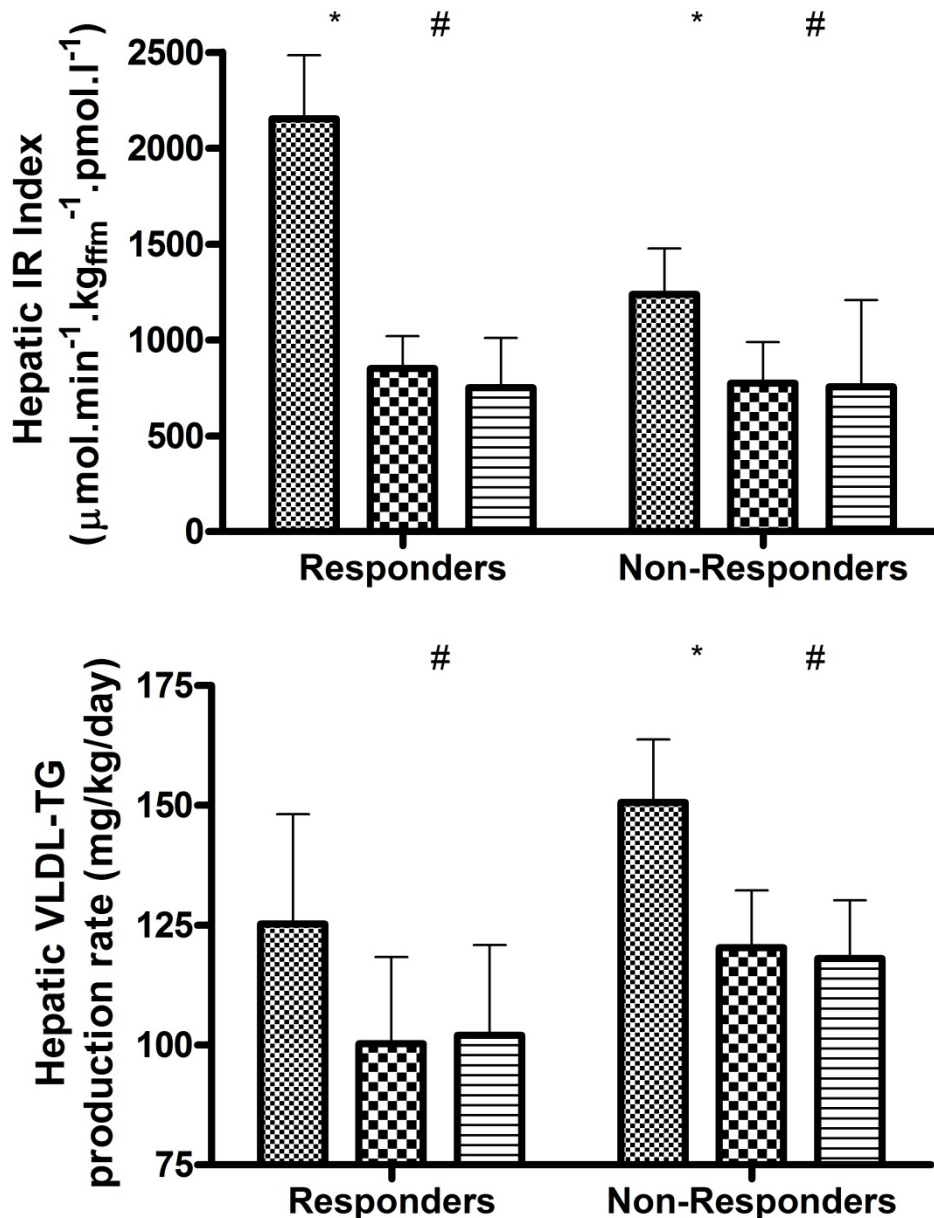 * # * #
Hepatic IR Index
(μmol.min⁻¹.kg_ffm⁻¹.pmol.l⁻¹)
2500
2000
1500
1000
500
0
Responders Non-Responders
# * #
Hepatic VLDL-TG
production rate (mg/kg/day)
175
150
125
100
75
Responders Non-Responders